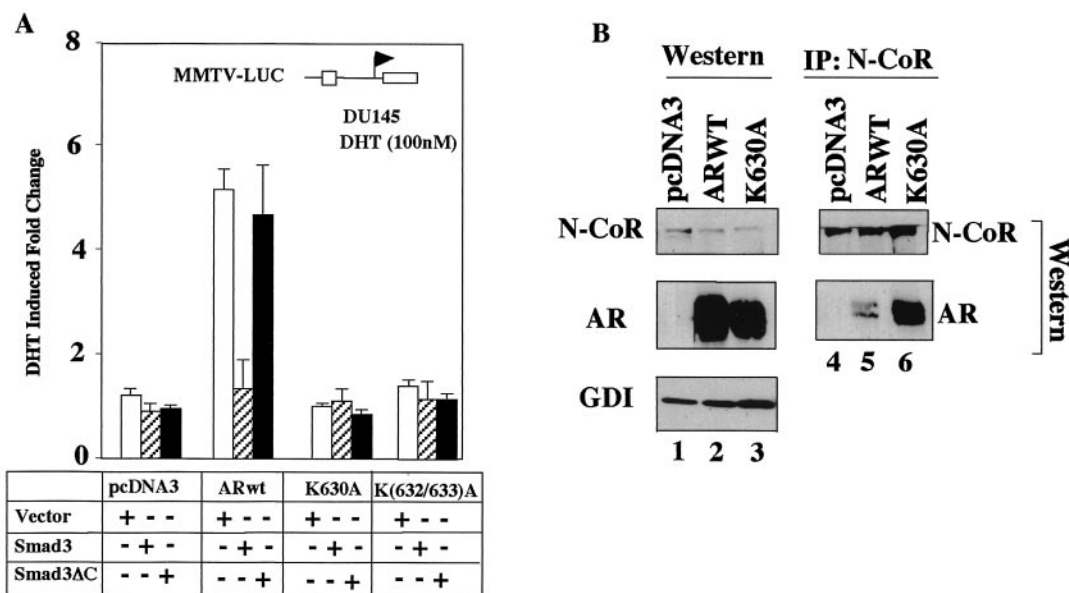 A
8
6
4
2
0
DHT Induced Fold Change
MMTV-LUC
DU145
DHT (100nM)
pcDNA3 ARwt K630A K(632/633)A
Vector + - - + - - + - - + - -
Smad3 - + - - + - - + - - + -
Smad3ΔC - - + - - + - - + - - +
B
Western IP: N-CoR
pcDNA3 ARWT K630A pcDNA3 ARWT K630A
N-CoR N-CoR
AR AR
GDI
1 2 3 4 5 6
Western